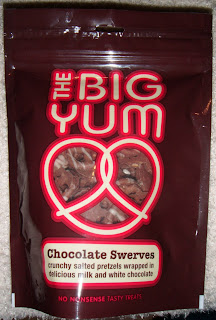 THE BIG
YUM
Chocolate Swerves
crunchy salted pretzels wrapped in
delicious milk and white chocolate
NO NONSENSE TASTY TREATS